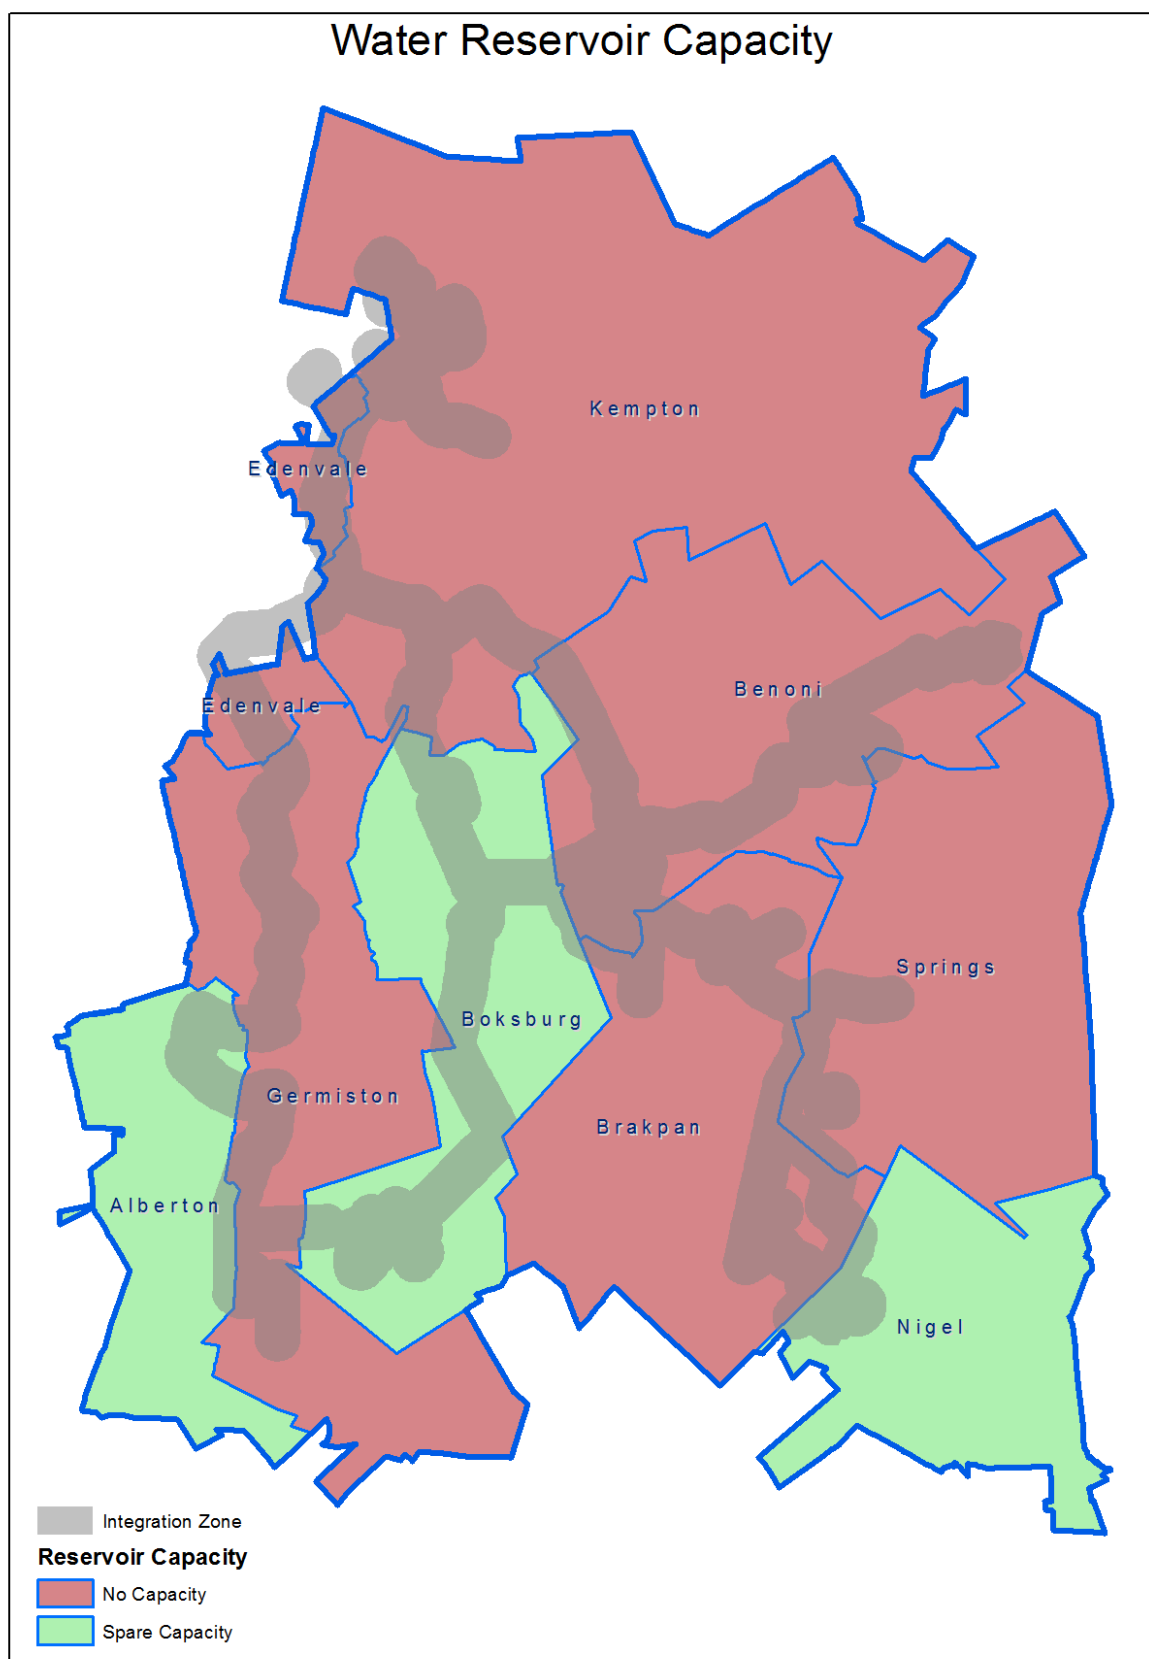 Water Reservoir Capacity
Kempton
Edenvale
Benoni
Edenvale
Springs
Boksburg
Germiston
Brakpan
Alberton
Nigel
Integration Zone
Reservoir Capacity
No Capacity
Spare Capacity